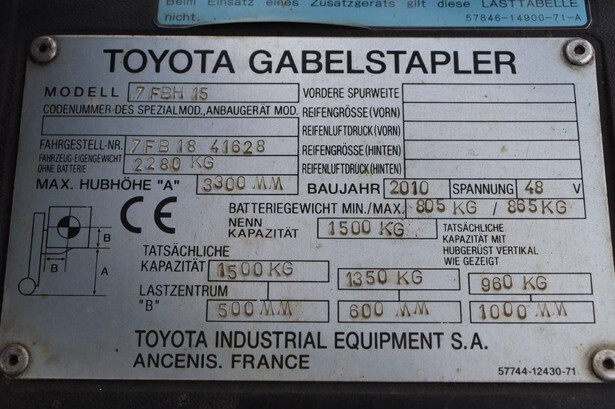 Beim Einsatz eines Zusatzgeräts gilt diese LASTTABELLE
nicht.
57846-14900-71-A
TOYOTA GABELSTAPLER
MODELL 7FBH 15 VORDERE SPURWEITE
CODENUMMER DES SPEZIALMOD., ANBAUGERÄT MOD. REIFENGRÖSSE (VORN)
REIFENLUFTDRUCK (VORN)
FAHRGESTELL-NR. 7FB18 41628 REIFENGRÖSSE (HINTEN)
FAHRZEUG-EIGENGEWICHT OHNE BATTERIE 2280 KG REIFENLUFTDRUCK (HINTEN)
MAX. HUBHÖHE "A" 3300 MM BAUJAHR 2010 SPANNUNG 48 V
BATTERIEGEWICHT MIN./MAX. 805 KG / 865 KG
CE
NENN KAPAZITÄT 1500 KG
TATSÄCHLICHE
KAPAZITÄT MIT
HUBGERÜST VERTIKAL
WIE GEZEIGT
B
B
A
TATSÄCHLICHE
KAPAZITÄT 1500 KG 1350 KG 960 KG
LASTZENTRUM
"B" 500 MM 600 MM 1000 MM
TOYOTA INDUSTRIAL EQUIPMENT S.A.
ANCENIS. FRANCE
57744-12430-71